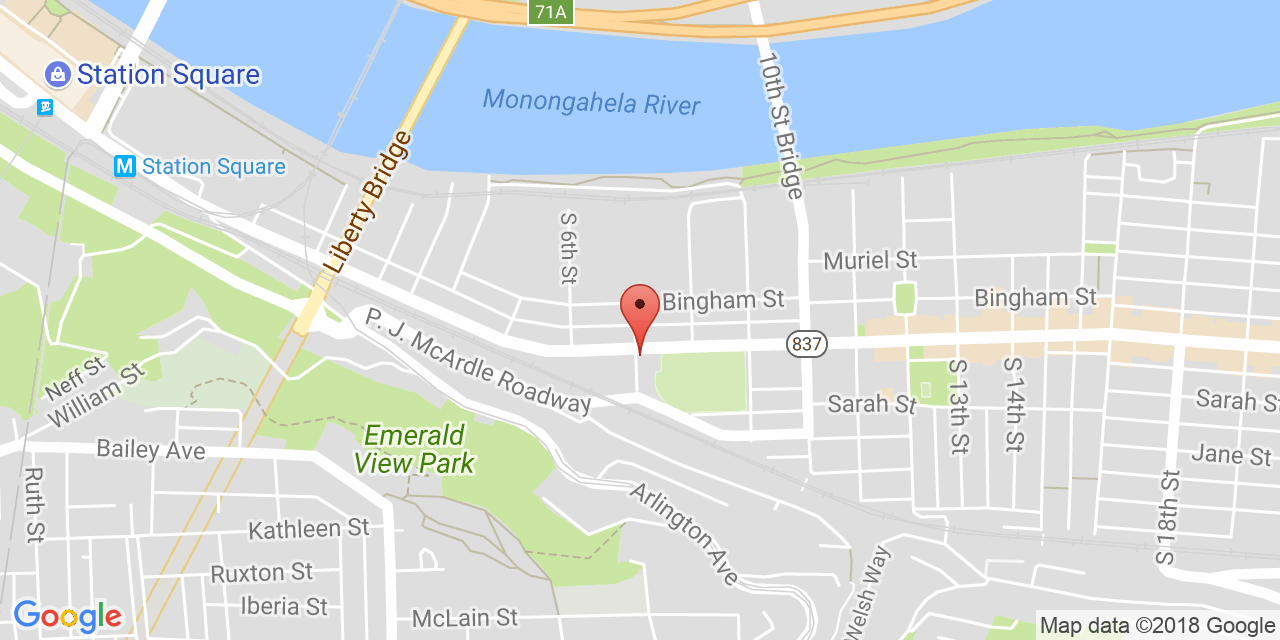 71A
Station Square
Monongahela River
10th St Bridge
M Station Square
Liberty Bridge
S 6th St
Muriel St
Bingham St
Bingham St
P. J. McArdle Roadway
837
Neff St
William St
S 13th St
S 14th St
Sarah St
Sarah St
Emerald
View Park
Bailey Ave
Jane St
Ruth St
Arlington Ave
S 18th St
Kathleen St
Ruxton St
Welsh Way
Iberia St
McLain St
Google
Map data ©2018 Google